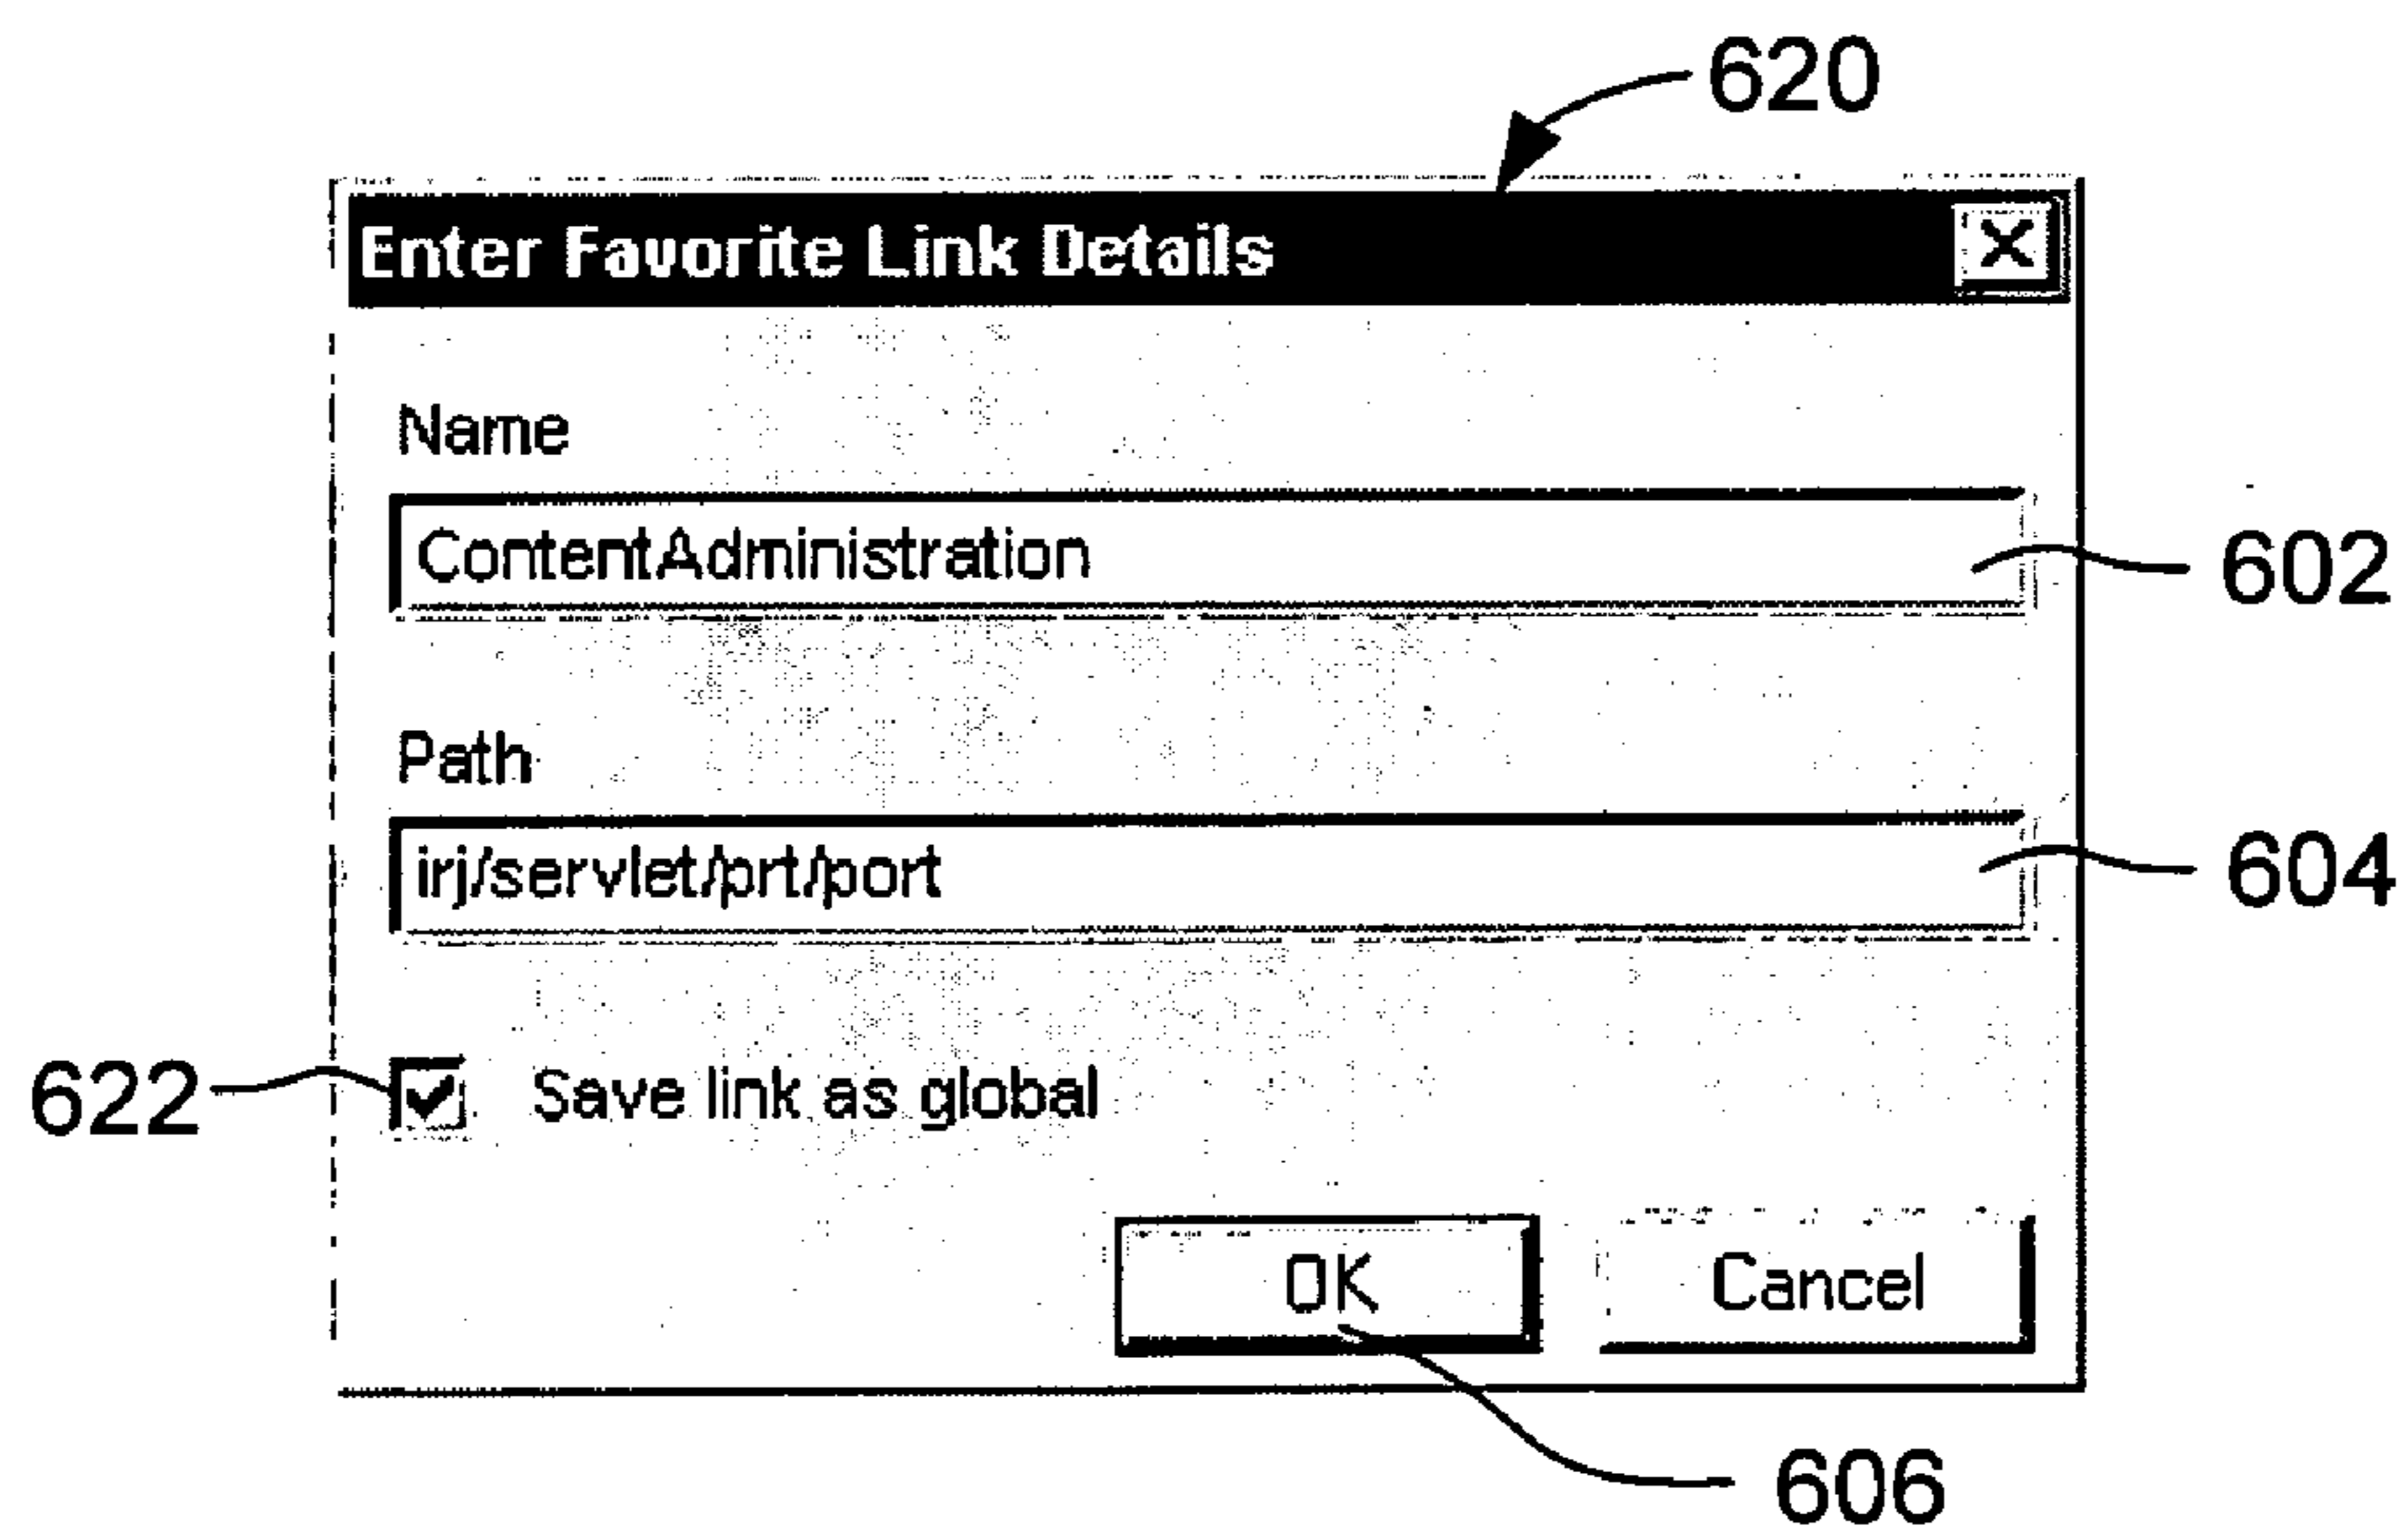 620
Enter Favorite Link Details X
Name
ContentAdministration
602
Path
irj/servlet/prt/port
604
622
Save link as global
OK Cancel
606